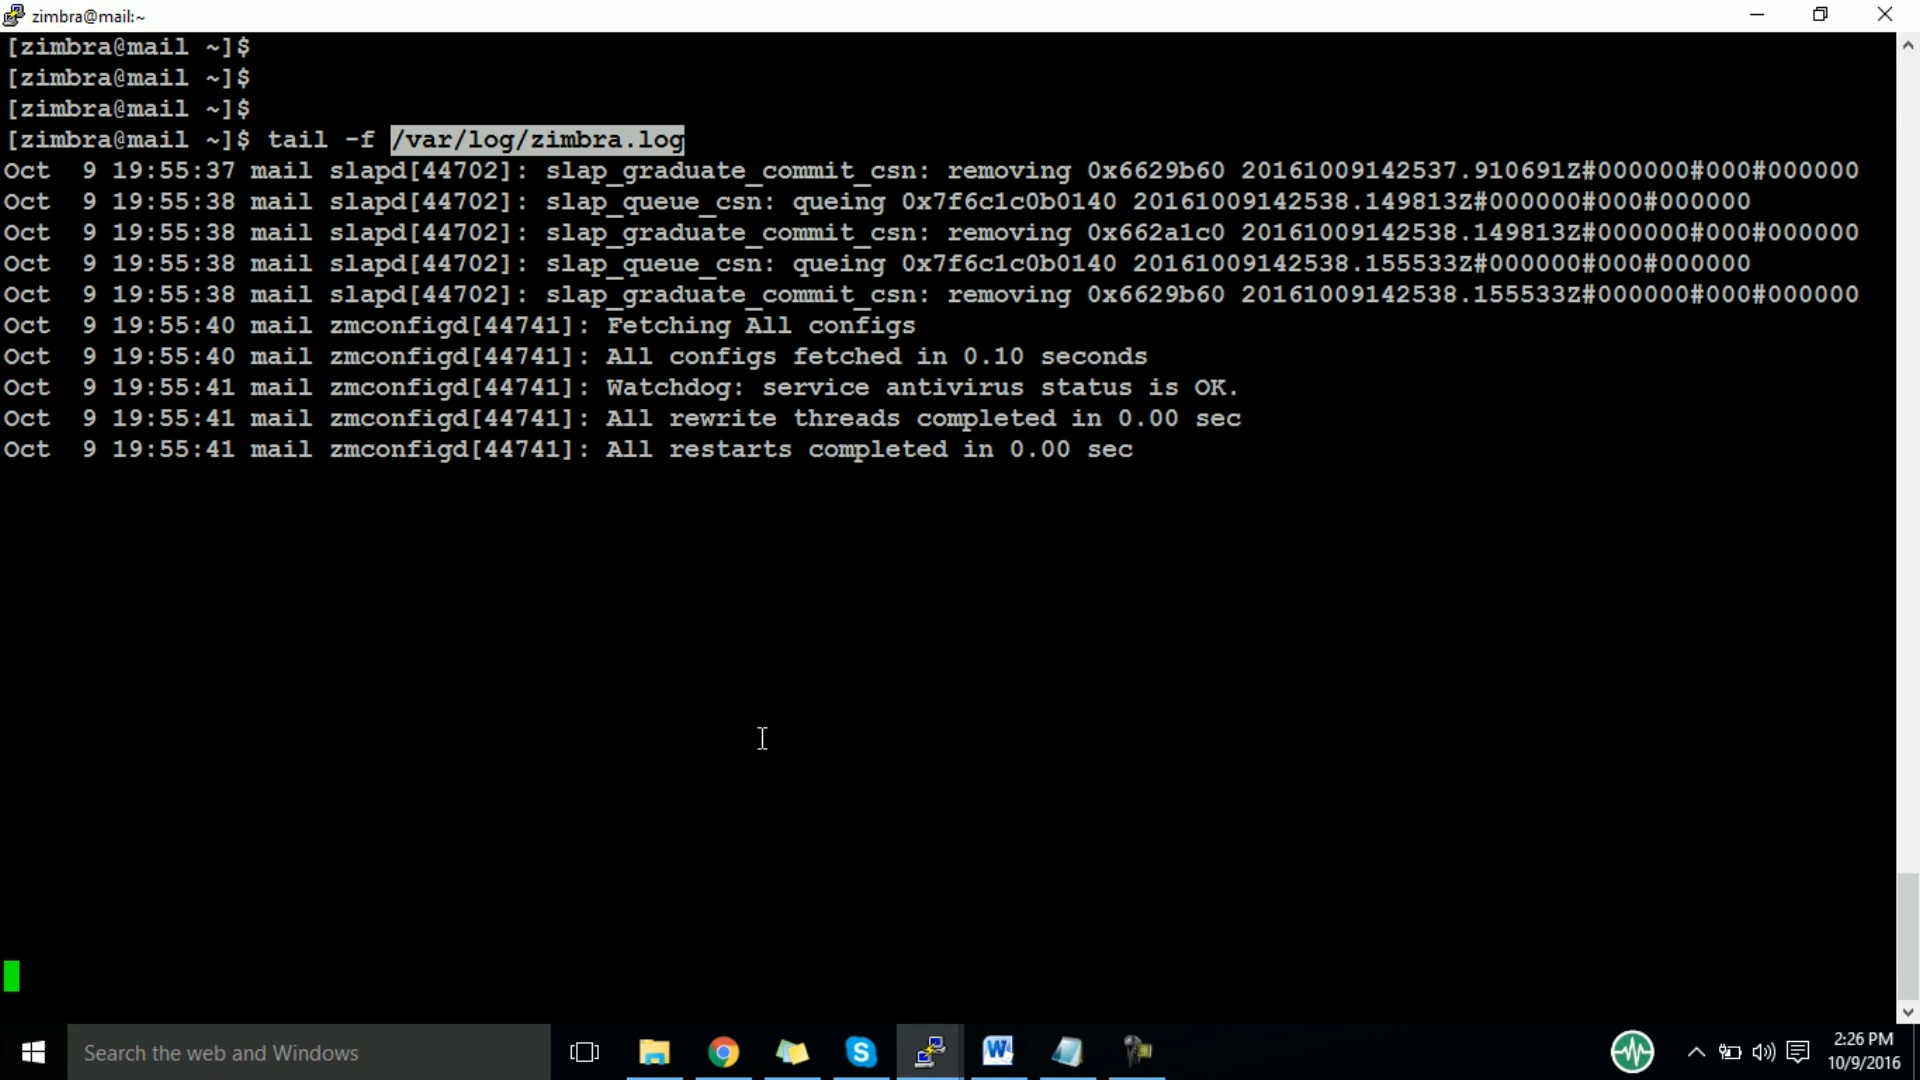 zimbra@mail:~
[zimbra@mail ~]$
[zimbra@mail ~]$
[zimbra@mail ~]$
[zimbra@mail ~]$ tail -f /var/log/zimbra.log
Oct  9 19:55:37 mail slapd[44702]: slap_graduate_commit_csn: removing 0x6629b60 20161009142537.910691Z#000000#000#000000
Oct  9 19:55:38 mail slapd[44702]: slap_queue_csn: queing 0x7f6c1c0b0140 20161009142538.149813Z#000000#000#000000
Oct  9 19:55:38 mail slapd[44702]: slap_graduate_commit_csn: removing 0x662a1c0 20161009142538.149813Z#000000#000#000000
Oct  9 19:55:38 mail slapd[44702]: slap_queue_csn: queing 0x7f6c1c0b0140 20161009142538.155533Z#000000#000#000000
Oct  9 19:55:38 mail slapd[44702]: slap_graduate_commit_csn: removing 0x6629b60 20161009142538.155533Z#000000#000#000000
Oct  9 19:55:40 mail zmconfigd[44741]: Fetching All configs
Oct  9 19:55:40 mail zmconfigd[44741]: All configs fetched in 0.10 seconds
Oct  9 19:55:41 mail zmconfigd[44741]: Watchdog: service antivirus status is OK.
Oct  9 19:55:41 mail zmconfigd[44741]: All rewrite threads completed in 0.00 sec
Oct  9 19:55:41 mail zmconfigd[44741]: All restarts completed in 0.00 sec
Search the web and Windows
2:26 PM
10/9/2016